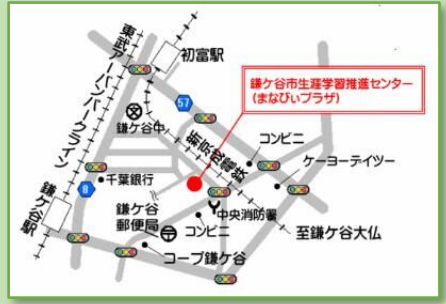 初富駅
東武アーバンパークライン
鎌ケ谷市生涯学習推進センター
(まなびぃプラザ)
57
鎌ケ谷中
新京成電鉄
コンビニ
ケーヨーデイツー
千葉銀行
8
鎌ケ谷駅
鎌ケ谷
郵便局
中央消防署
コンビニ
至鎌ケ谷大仏
コープ鎌ケ谷